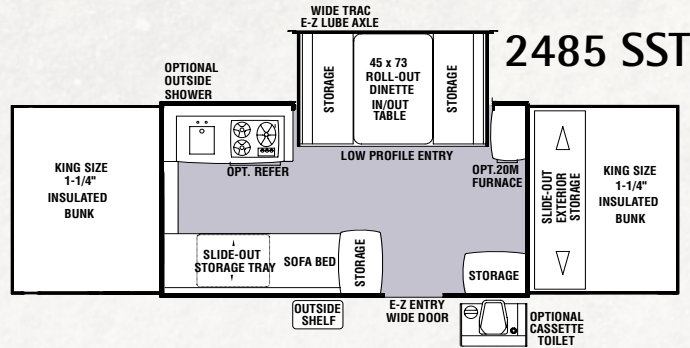 WIDE TRAC
E-Z LUBE AXLE
2485 SST
OPTIONAL
OUTSIDE
SHOWER
STORAGE
45 x 73
ROLL-OUT
DINETTE
IN/OUT
TABLE
STORAGE
LOW PROFILE ENTRY
OPT. REFER
OPT.20M
FURNACE
KING SIZE
1-1/4"
INSULATED
BUNK
SLIDE-OUT
EXTERIOR
STORAGE
KING SIZE
1-1/4"
INSULATED
BUNK
SLIDE-OUT
STORAGE TRAY
SOFA BED
STORAGE
STORAGE
OUTSIDE
SHELF
E-Z ENTRY
WIDE DOOR
OPTIONAL
CASSETTE
TOILET